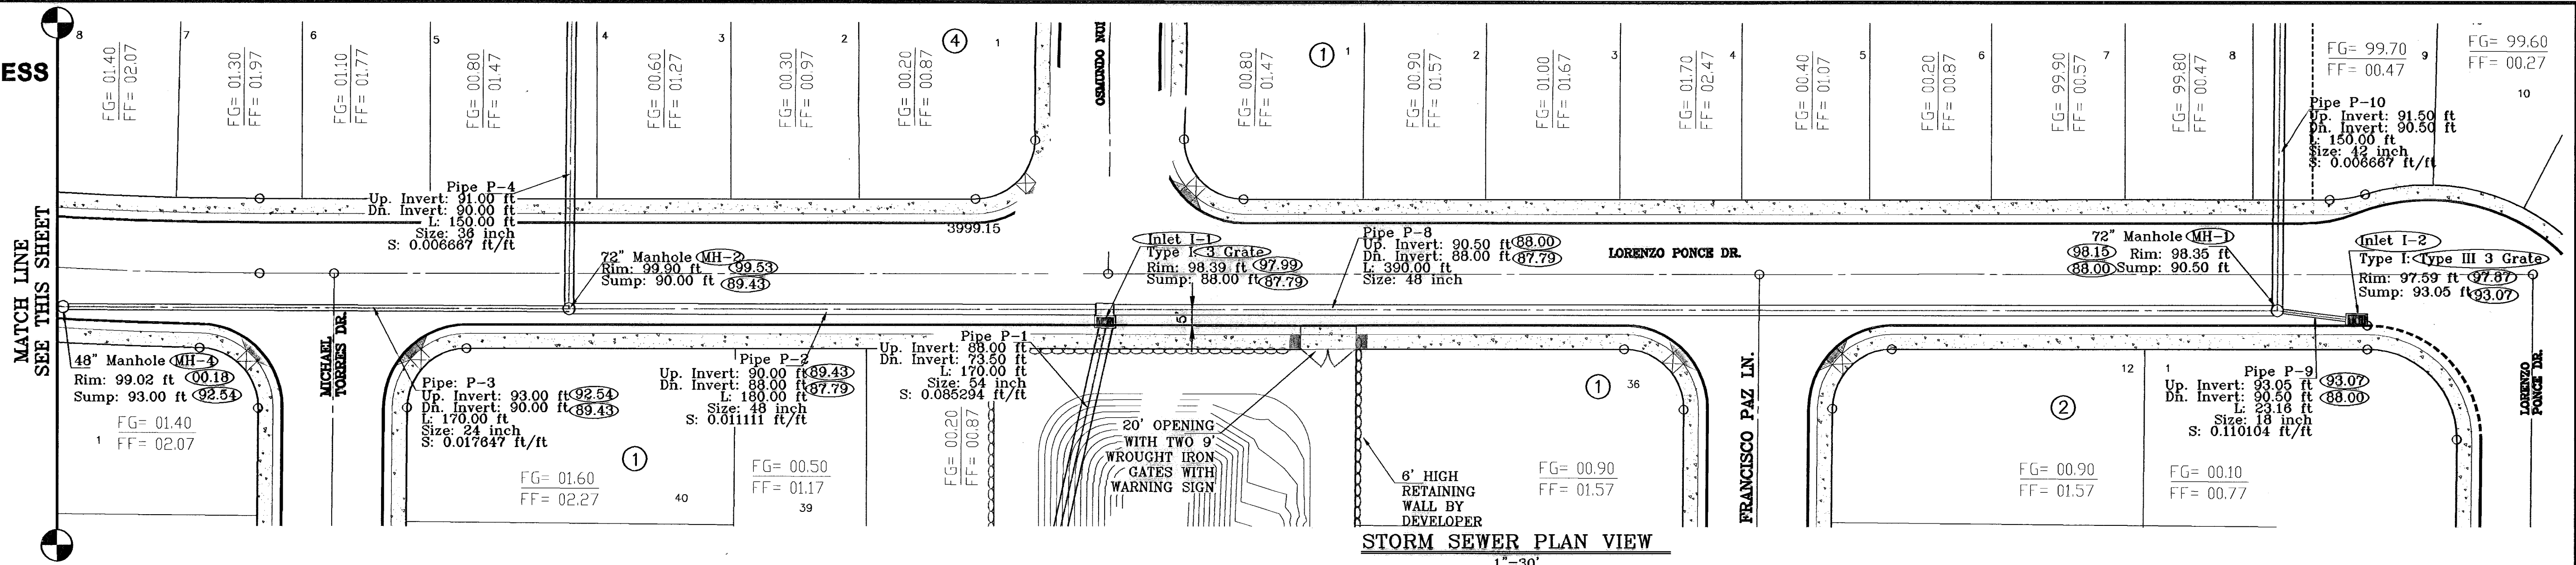 ESS
MATCH LINE
SEE THIS SHEET
8
7
6
5
4
3
2
4
1
FG= 01.40
FF= 02.07
FG= 01.30
FF= 01.97
FG= 01.10
FF= 01.77
FG= 00.80
FF= 01.47
FG= 00.60
FF= 01.27
FG= 00.30
FF= 00.97
FG= 00.20
FF= 00.87
1
1
2
3
4
5
6
7
8
9
10
FG= 00.80
FF= 01.47
FG= 00.90
FF= 01.57
FG= 01.00
FF= 01.67
FG= 01.70
FF= 02.47
FG= 00.40
FF= 01.07
FG= 00.20
FF= 00.87
FG= 99.90
FF= 00.57
FG= 99.80
FF= 00.47
FG= 99.70
FF= 00.47
FG= 99.60
FF= 00.27
OSMUNDO
Pipe P-10
Up. Invert: 91.50 ft
Dn. Invert: 90.50 ft
L: 150.00 ft
Size: 42 inch
S: 0.006667 ft/ft
Pipe P-4
Up. Invert: 91.00 ft
Dn. Invert: 90.00 ft
L: 150.00 ft
Size: 36 inch
S: 0.006667 ft/ft
3999.15
72" Manhole MH-2
Rim: 99.90 ft 99.53
Sump: 90.00 ft 89.43
Inlet I-1
Type I: 3 Grate
Rim: 98.39 ft 97.99
Sump: 88.00 ft 87.79
Pipe P-8
Up. Invert: 90.50 ft 88.00
Dn. Invert: 88.00 ft 87.79
L: 390.00 ft
Size: 48 inch
LORENZO PONCE DR.
72" Manhole MH-1
98.15 Rim: 98.35 ft
88.00 Sump: 90.50 ft
Inlet I-2
Type I: Type III 3 Grate
Rim: 97.59 ft 97.87
Sump: 93.05 ft 93.07
5'
48" Manhole MH-4
Rim: 99.02 ft 00.18
Sump: 93.00 ft 92.54
FG= 01.40
1 FF= 02.07
MICHAEL
TORRES DR.
Pipe: P-3
Up. Invert: 93.00 ft 92.54
Dn. Invert: 90.00 ft 89.43
L: 170.00 ft
Size: 24 inch
S: 0.017647 ft/ft
Pipe P-2
Up. Invert: 90.00 ft 89.43
Dn. Invert: 88.00 ft 87.79
L: 180.00 ft
Size: 48 inch
S: 0.011111 ft/ft
Pipe P-1
Up. Invert: 88.00 ft
Dn. Invert: 73.50 ft
L: 170.00 ft
Size: 54 inch
S: 0.085294 ft/ft
1
FG= 01.60
FF= 02.27
40
FG= 00.50
FF= 01.17
39
FG= 00.20
FF= 00.87
20' OPENING
WITH TWO 9'
WROUGHT IRON
GATES WITH
WARNING SIGN
6' HIGH
RETAINING
WALL BY
DEVELOPER
1
36
FG= 00.90
FF= 01.57
FRANCISCO PAZ LN.
2
12
FG= 00.90
FF= 01.57
1
Pipe P-9
Up. Invert: 93.05 ft 93.07
Dn. Invert: 90.50 ft 88.00
L: 23.16 ft
Size: 18 inch
S: 0.110104 ft/ft
FG= 00.10
FF= 00.77
LORENZO
PONCE DR.
STORM SEWER PLAN VIEW
1"=30'